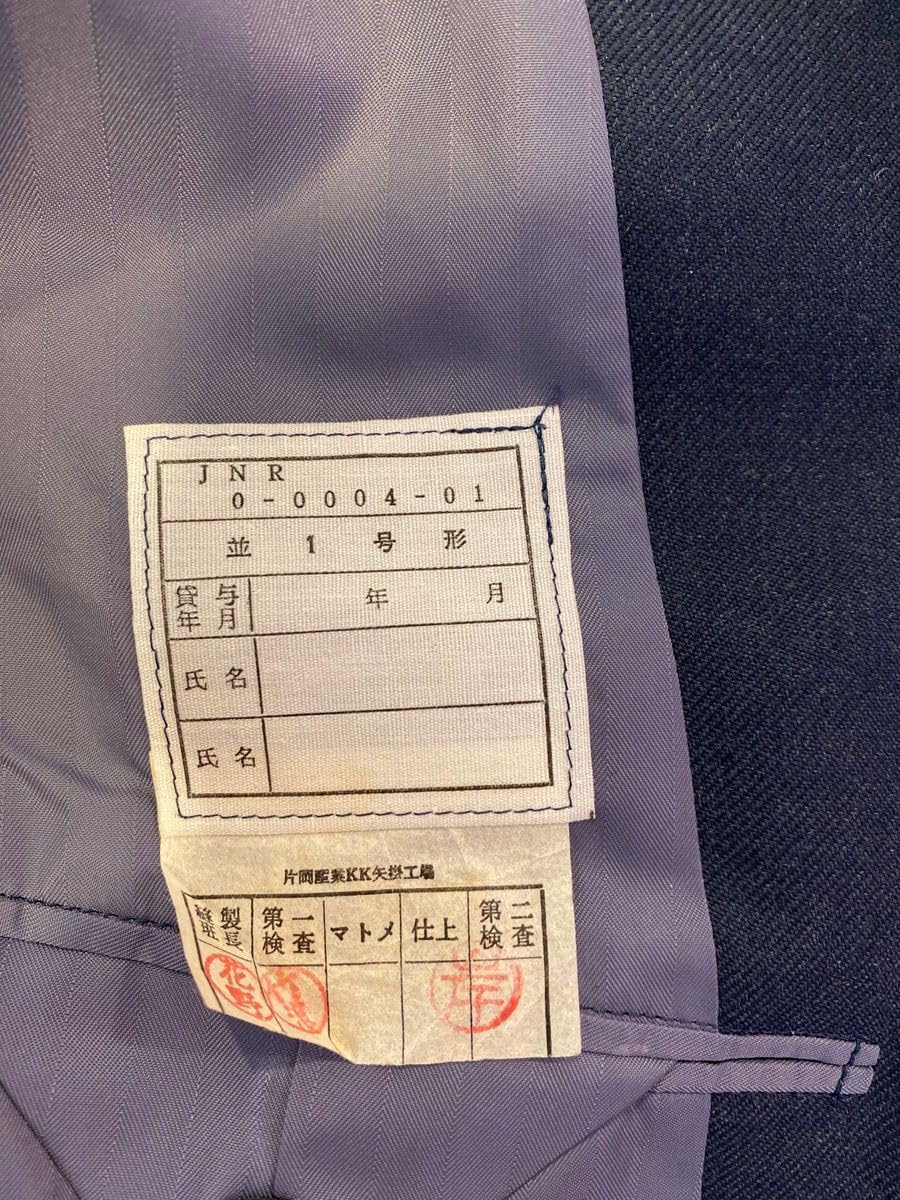 JNR
0-0004-01
並 1 号 形
貸与年月 年 月
氏名
氏名
片岡産業KK矢掛工場
縫製班長 第一検査 マトメ 仕上 第二検査
花野